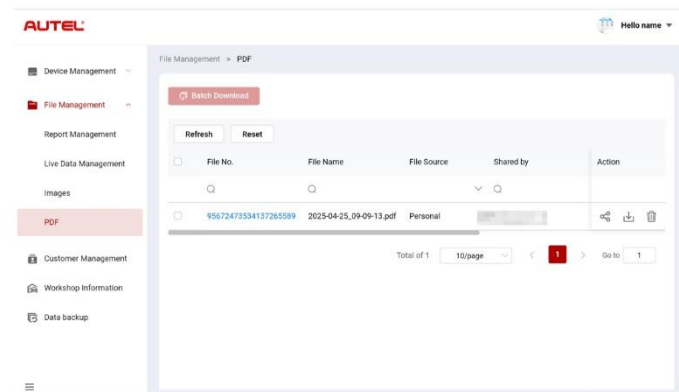 AUTEL
Hello name
Device Management
File Management
Report Management
Live Data Management
Images
PDF
Customer Management
Workshop Information
Data backup
File Management > PDF
Batch Download
Refresh Reset
File No. File Name File Source Shared by Action
95672473534137265589 2025-04-25_09-09-13.pdf Personal
Total of 1 10/page < 1 > Go to 1